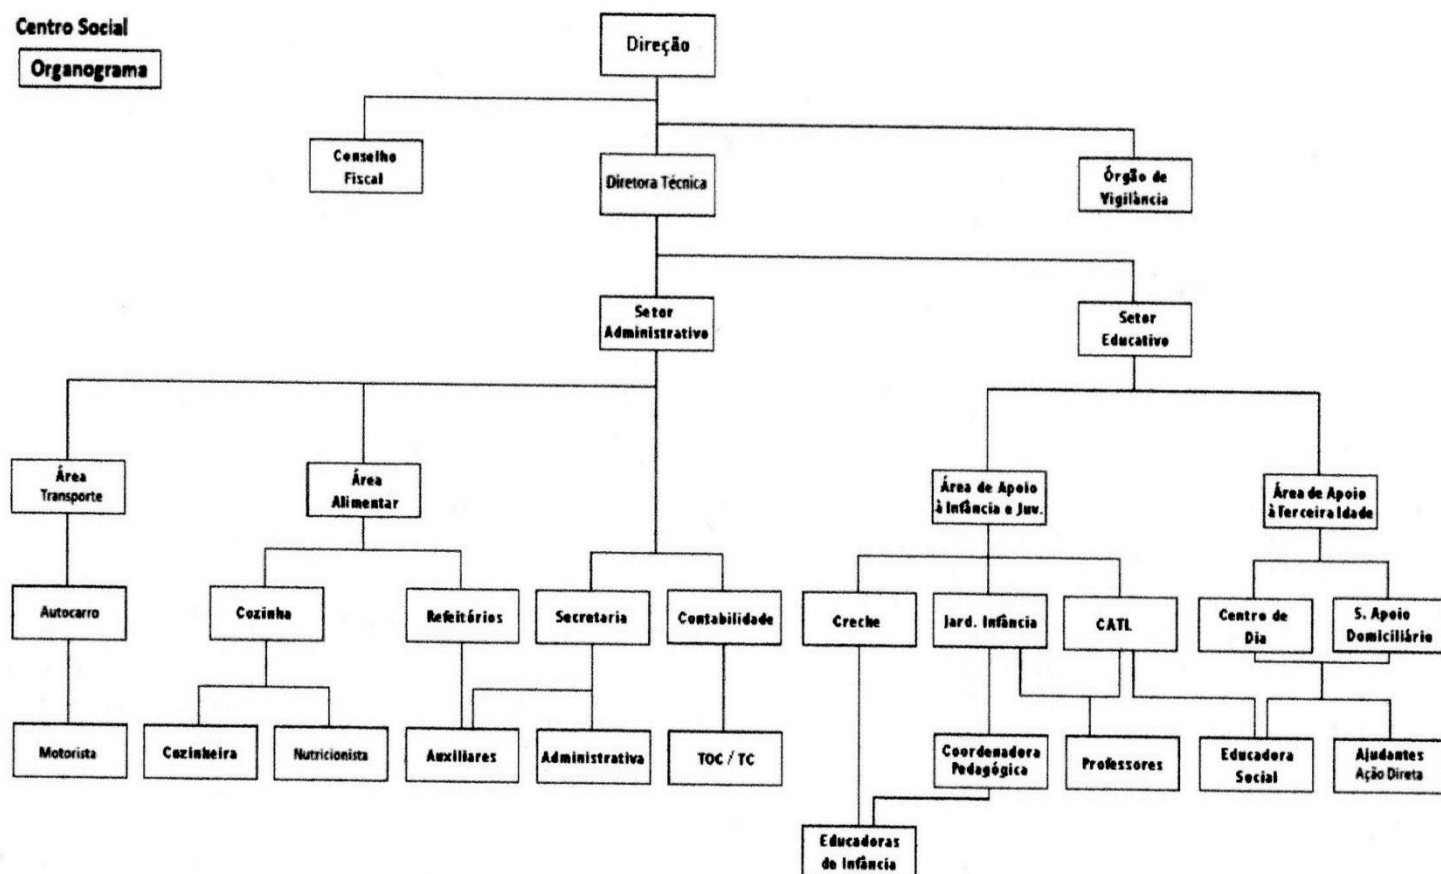 Centro Social
Organograma
Direção
Conselho
Fiscal
Diretora Técnica
Órgão de
Vigilância
Setor
Administrativo
Setor
Educativo
Área
Transporte
Área
Alimentar
Área de Apoio
à Infância e Juv.
Área de Apoio
à Terceira Idade
Autocarro
Cozinha
Refeitórios
Secretaria
Contabilidade
Creche
Jard. Infância
CATL
Centro de
Dia
S. Apoio
Domiciliário
Motorista
Cozinheira
Nutricionista
Auxiliares
Administrativa
TOC / TC
Coordenadora
Pedagógica
Professores
Educadora
Social
Ajudantes
Ação Direta
Educadoras
de Infância